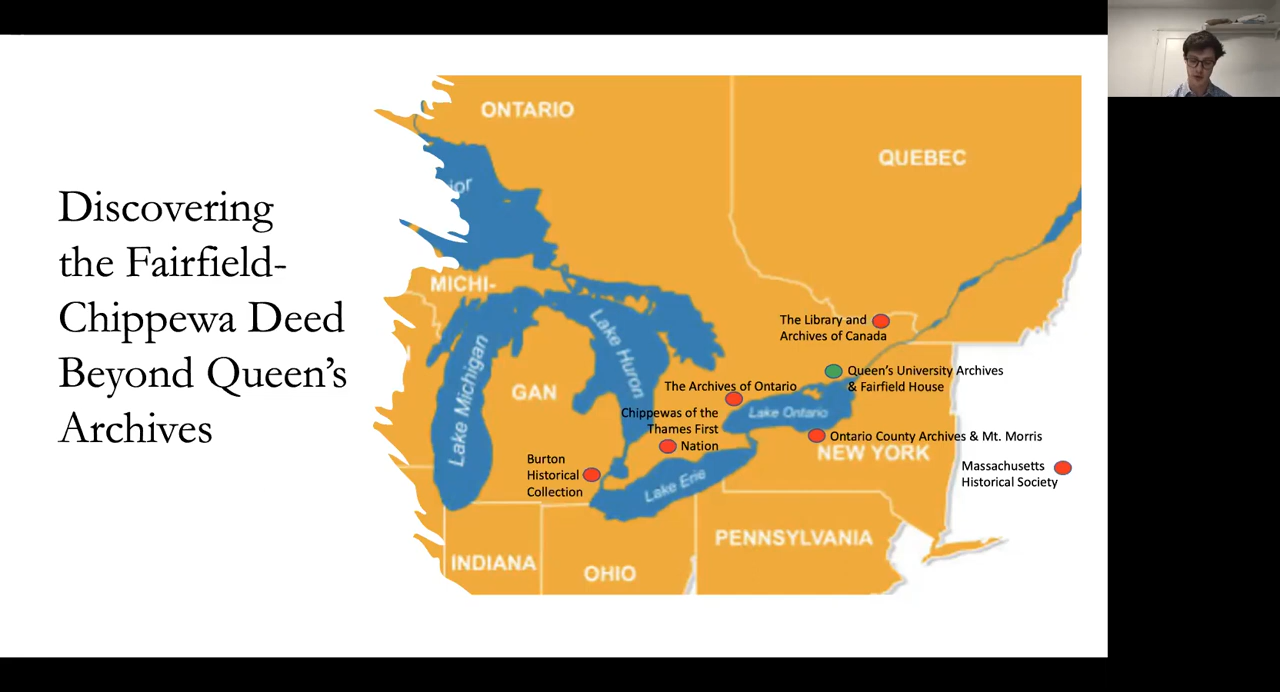 Discovering
the Fairfield-
Chippewa Deed
Beyond Queen's
Archives
ONTARIO
QUEBEC
ior
MICHI-
GAN
Lake Michigan
Lake Huron
The Library and
Archives of Canada
Queen's University Archives
& Fairfield House
The Archives of Ontario
Lake Ontario
Chippewas of the
Thames First
Nation
Ontario County Archives & Mt. Morris
NEW YORK
Burton
Historical
Collection
Massachusetts
Historical Society
Lake Erie
PENNSYLVANIA
INDIANA
OHIO